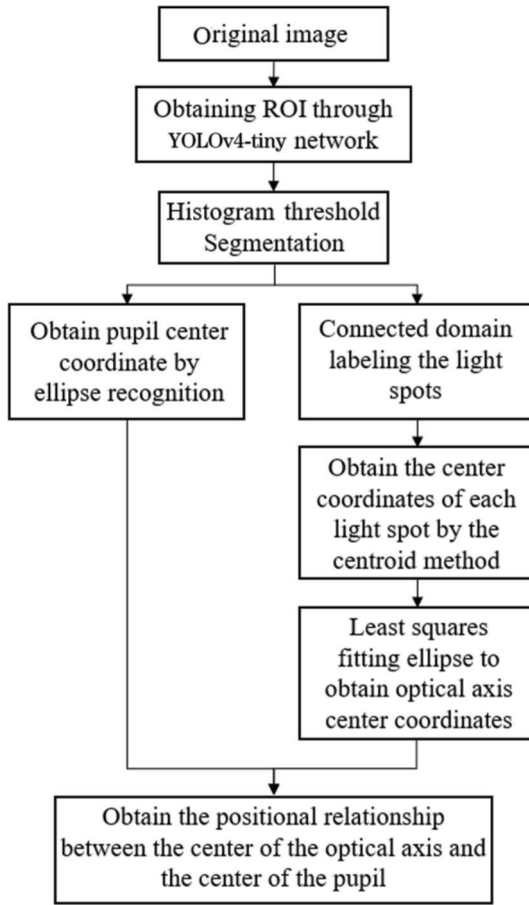 Original image
Obtaining ROI through
YOLOv4-tiny network
Histogram threshold
Segmentation
Obtain pupil center
coordinate by
ellipse recognition
Connected domain
labeling the light
spots
Obtain the center
coordinates of each
light spot by the
centroid method
Least squares
fitting ellipse to
obtain optical axis
center coordinates
Obtain the positional relationship
between the center of the optical axis and
the center of the pupil